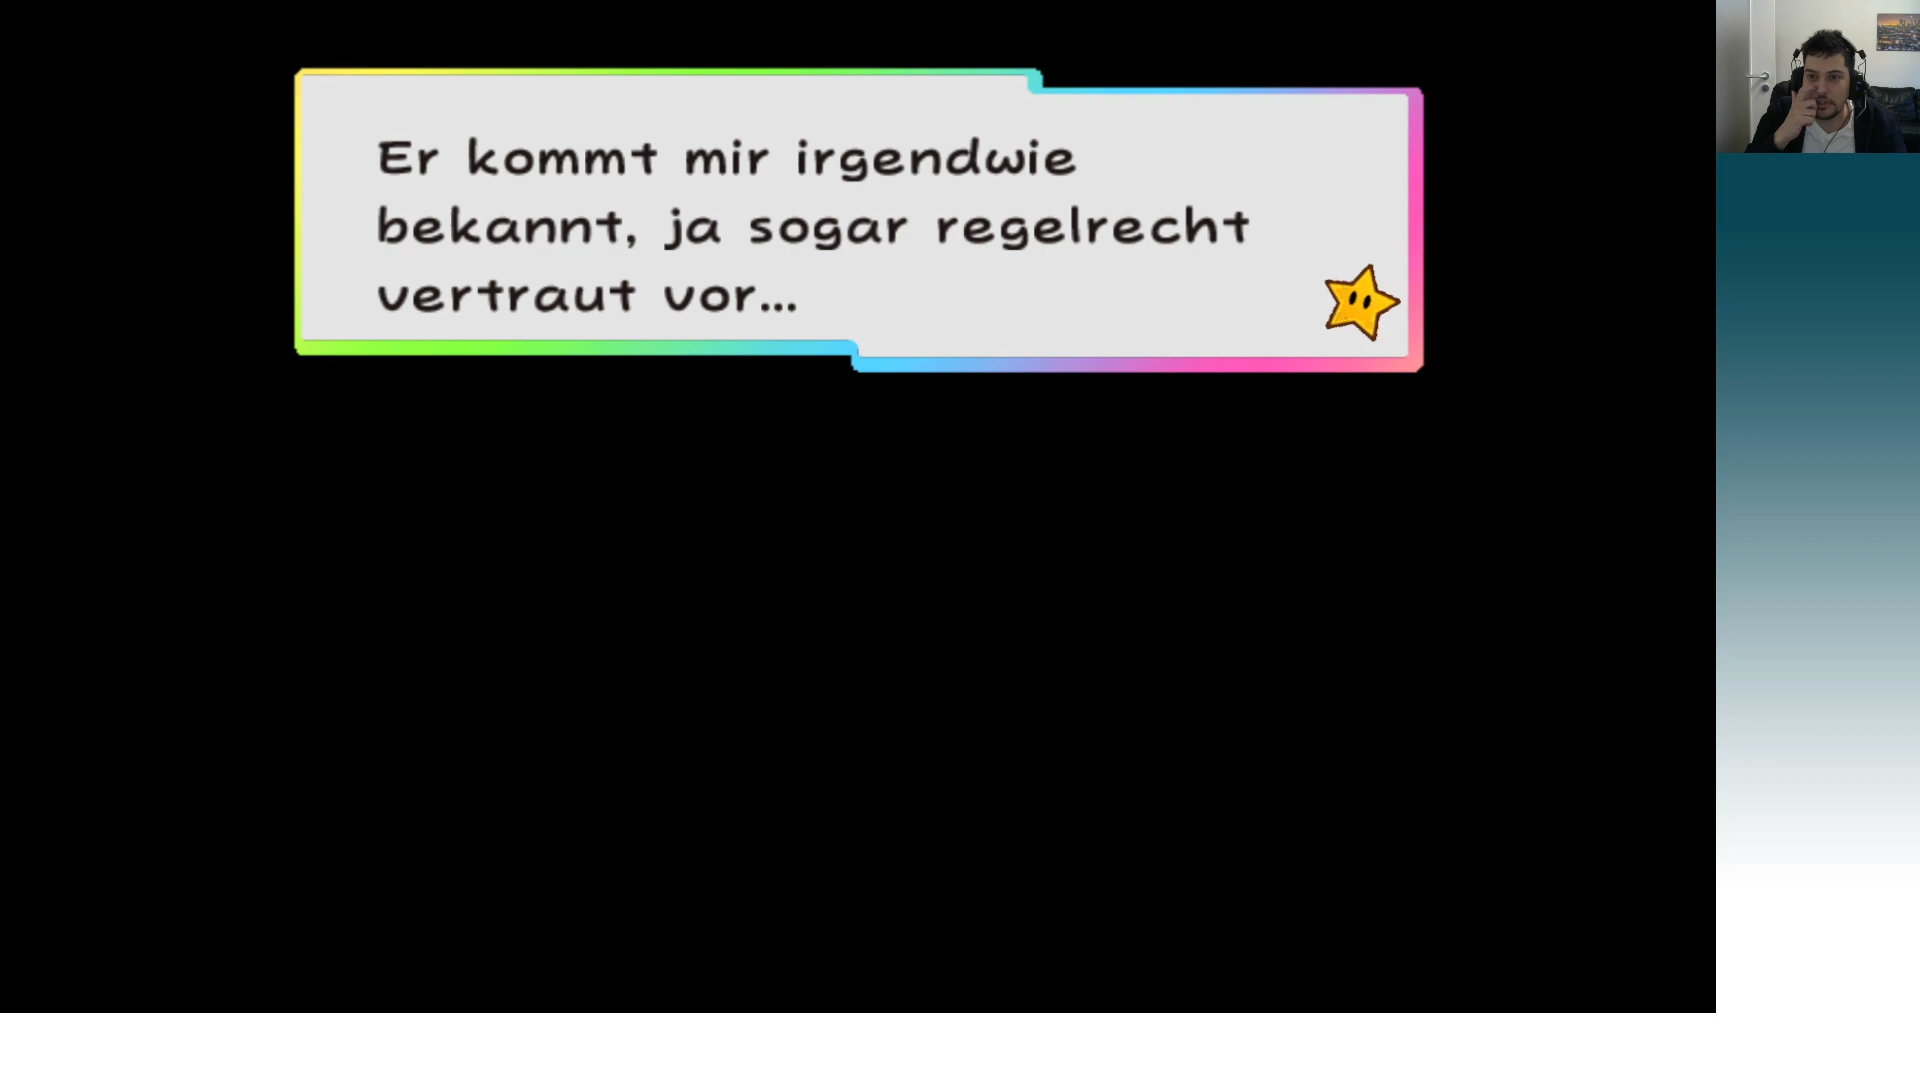 Er kommt mir irgendwie
bekannt, ja sogar regelrecht
vertraut vor...